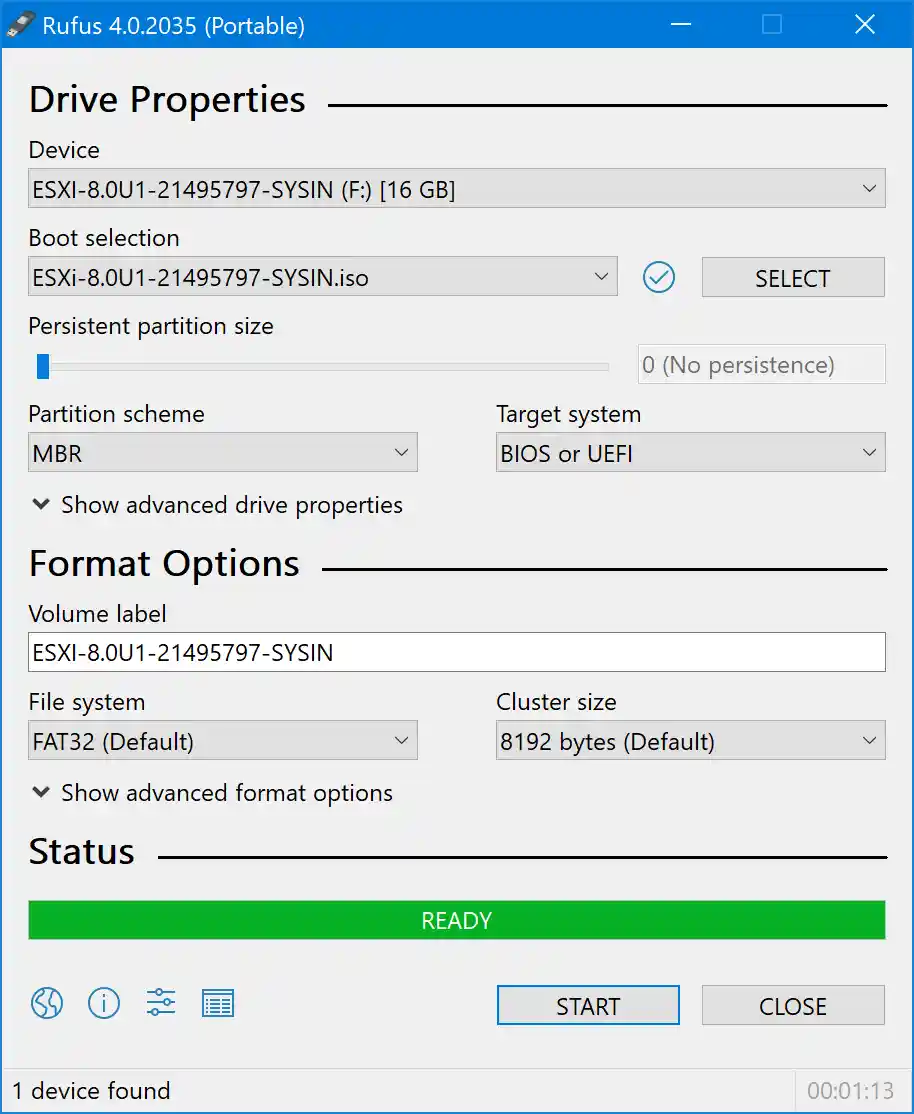 Rufus 4.0.2035 (Portable)
Drive Properties
Device
ESXI-8.0U1-21495797-SYSIN (F:) [16 GB]
Boot selection
ESXi-8.0U1-21495797-SYSIN.iso
SELECT
Persistent partition size
0 (No persistence)
Partition scheme
Target system
MBR
BIOS or UEFI
Show advanced drive properties
Format Options
Volume label
ESXI-8.0U1-21495797-SYSIN
File system
Cluster size
FAT32 (Default)
8192 bytes (Default)
Show advanced format options
Status
READY
START
CLOSE
1 device found
00:01:13